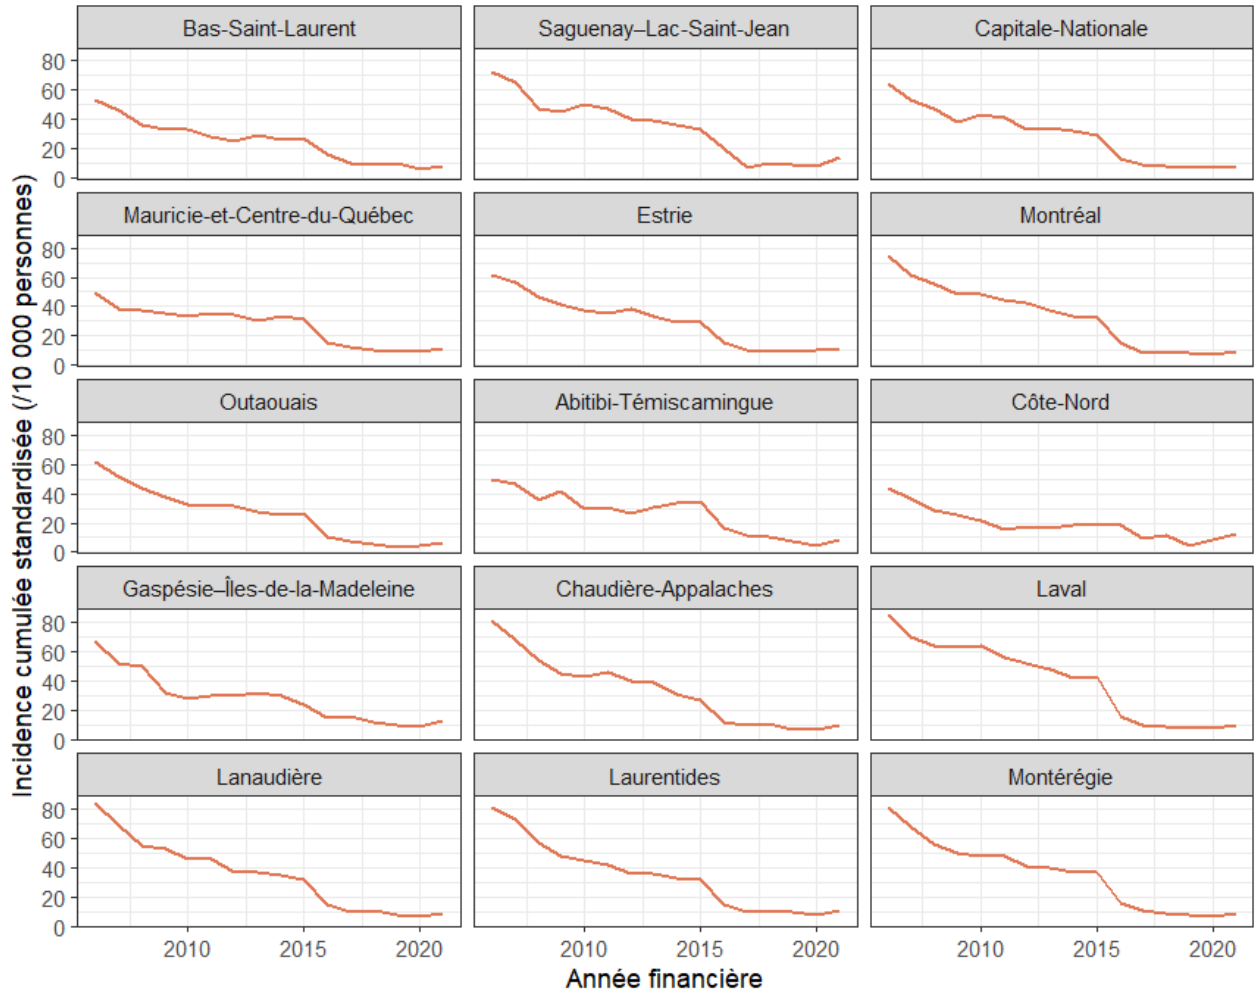 Bas-Saint-Laurent
Saguenay–Lac-Saint-Jean
Capitale-Nationale
80
60
40
20
0
Mauricie-et-Centre-du-Québec
Estrie
Montréal
80
60
40
20
0
Outaouais
Abitibi-Témiscamingue
Côte-Nord
80
60
40
20
0
Gaspésie–Îles-de-la-Madeleine
Chaudière-Appalaches
Laval
80
60
40
20
0
Lanaudière
Laurentides
Montérégie
80
60
40
20
0
2010 2015 2020
2010 2015 2020
2010 2015 2020
Année financière
Incidence cumulée standardisée (/10 000 personnes)